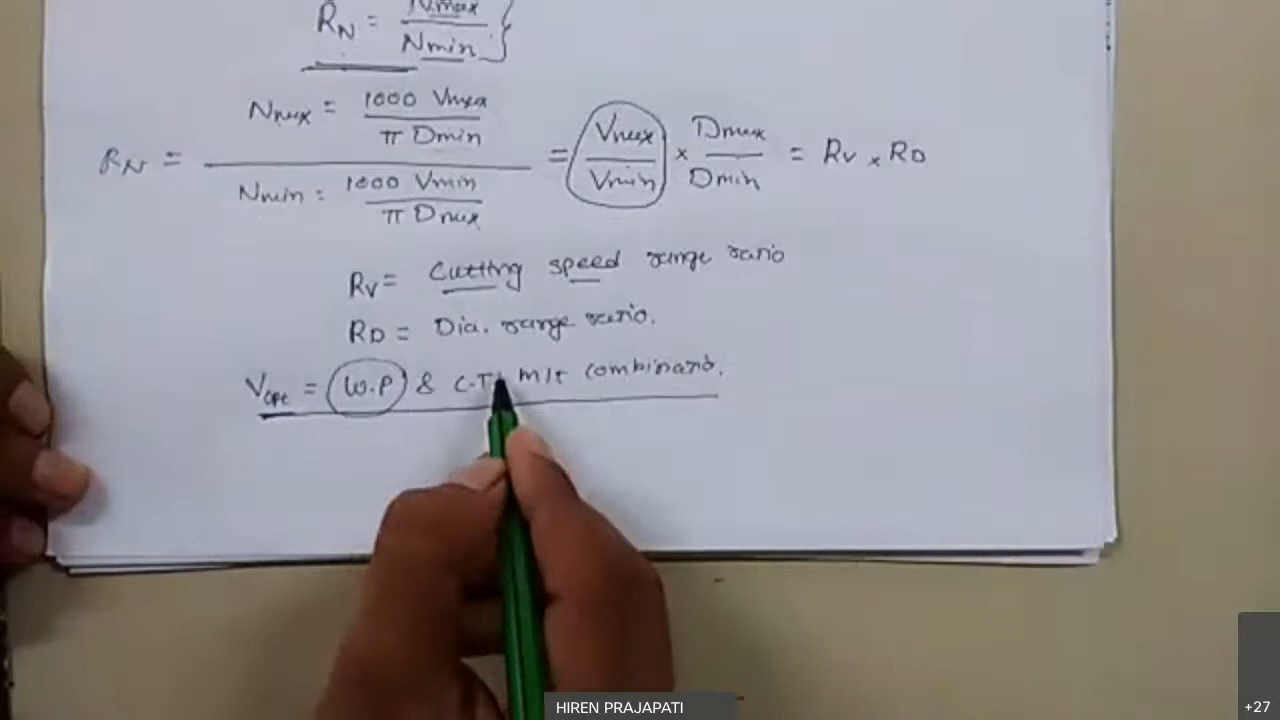 RN = Nmax
Nmin }
Nmax = 1000 Vmax
π Dmin
RN = ――― = Vmax/Vmin × Dmax/Dmin = RV × RD
Nmin = 1000 Vmin
π Dmax
RV = Cutting speed range ratio
RD = Dia. range ratio.
Vopt = W.P & C.T M/t combinatio.
HIREN PRAJAPATI
+27